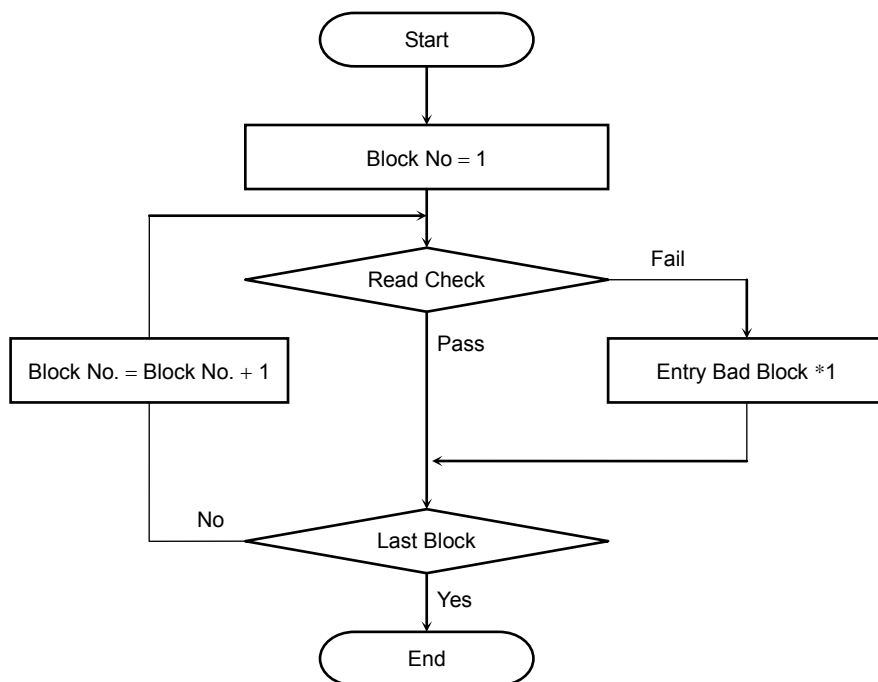 Start
Block No = 1
Read Check
Fail
Pass
Block No. = Block No. + 1
Entry Bad Block *1
No
Last Block
Yes
End